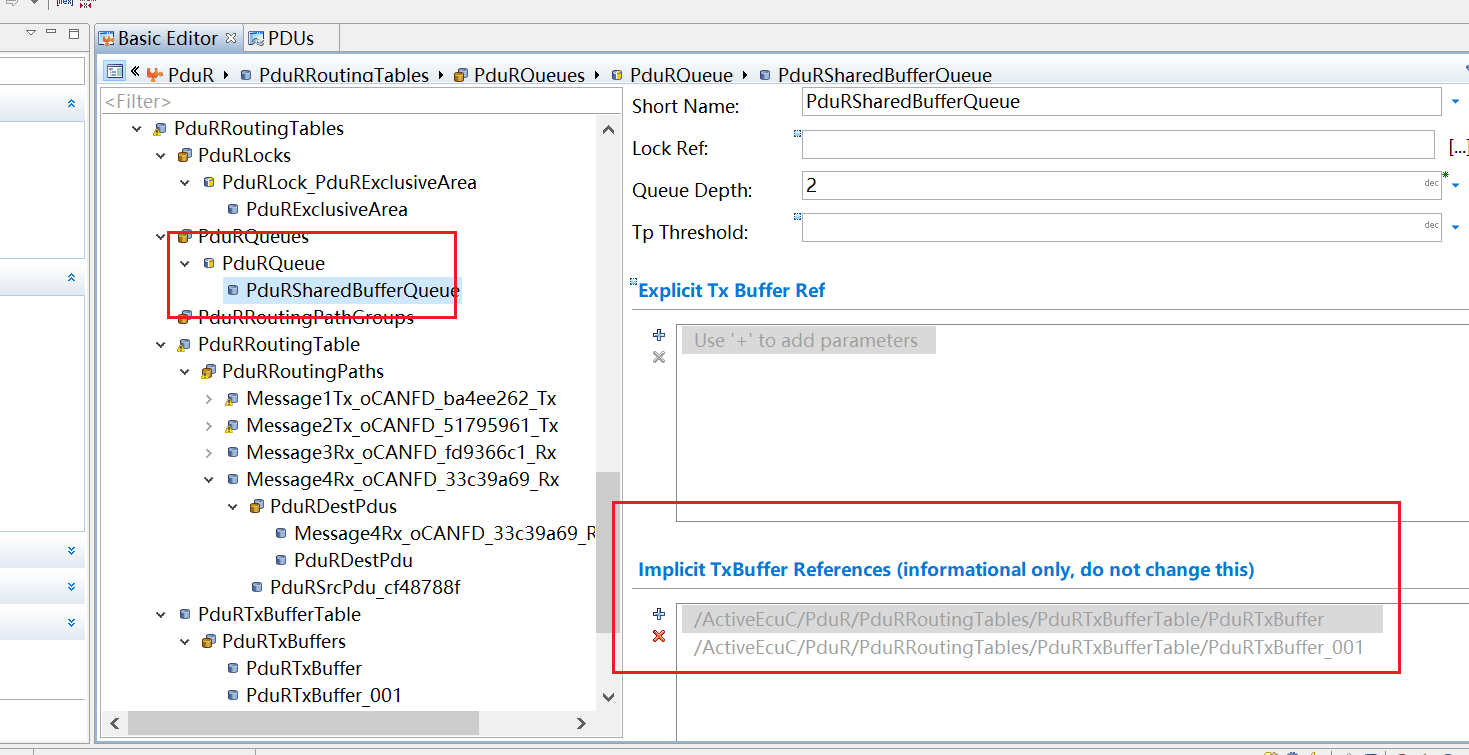 Basic Editor
PDUs
« PduR PduRRoutingTables PduRQueues PduRQueue PduRSharedBufferQueue
<Filter>
PduRRoutingTables
PduRLocks
PduRLock_PduRExclusiveArea
PduRExclusiveArea
PduRQueues
PduRQueue
PduRSharedBufferQueue
PduRRoutingPathGroups
PduRRoutingTable
PduRRoutingPaths
Message1Tx_oCANFD_ba4ee262_Tx
Message2Tx_oCANFD_51795961_Tx
Message3Rx_oCANFD_fd9366c1_Rx
Message4Rx_oCANFD_33c39a69_Rx
PduRDestPdus
Message4Rx_oCANFD_33c39a69_R
PduRDestPdu
PduRSrcPdu_cf48788f
PduRTxBufferTable
PduRTxBuffers
PduRTxBuffer
PduRTxBuffer_001
Short Name: PduRSharedBufferQueue
Lock Ref: [...]
Queue Depth: 2 dec
Tp Threshold: dec
Explicit Tx Buffer Ref
Use '+' to add parameters
Implicit TxBuffer References (informational only, do not change this)
/ActiveEcuC/PduR/PduRRoutingTables/PduRTxBufferTable/PduRTxBuffer
/ActiveEcuC/PduR/PduRRoutingTables/PduRTxBufferTable/PduRTxBuffer_001